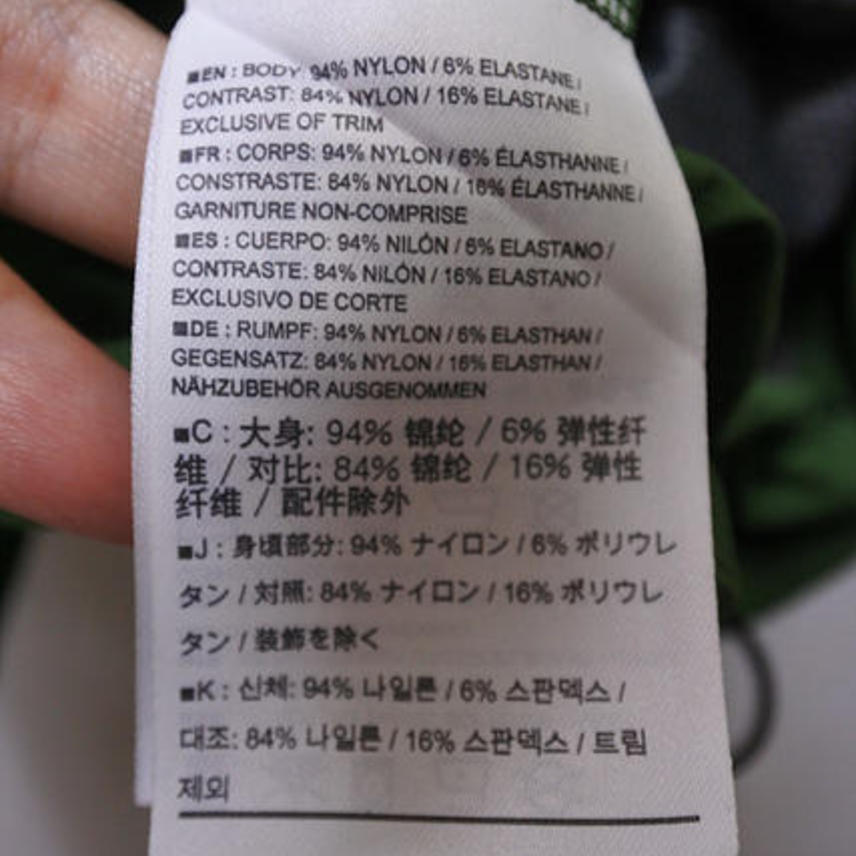 ■EN : BODY 94% NYLON / 6% ELASTANE /
CONTRAST: 84% NYLON / 16% ELASTANE /
EXCLUSIVE OF TRIM
■FR : CORPS: 94% NYLON / 6% ÉLASTHANNE /
CONSTRASTE: 84% NYLON / 16% ÉLASTHANNE /
GARNITURE NON-COMPRISE
■ES : CUERPO: 94% NILÓN / 6% ELASTANO /
CONTRASTE: 84% NILÓN / 16% ELASTANO /
EXCLUSIVO DE CORTE
■DE : RUMPF: 94% NYLON / 6% ELASTHAN /
GEGENSATZ: 84% NYLON / 16% ELASTHAN /
NÄHZUBEHÖR AUSGENOMMEN
■C : 大身: 94% 锦纶 / 6% 弹性纤
维 / 对比: 84% 锦纶 / 16% 弹性
纤维 / 配件除外
■J : 身頃部分: 94% ナイロン / 6% ポリウレ
タン / 対照: 84% ナイロン / 16% ポリウレ
タン / 装飾を除く
■K : 신체: 94% 나일론 / 6% 스판덱스 /
대조: 84% 나일론 / 16% 스판덱스 / 트림
제외